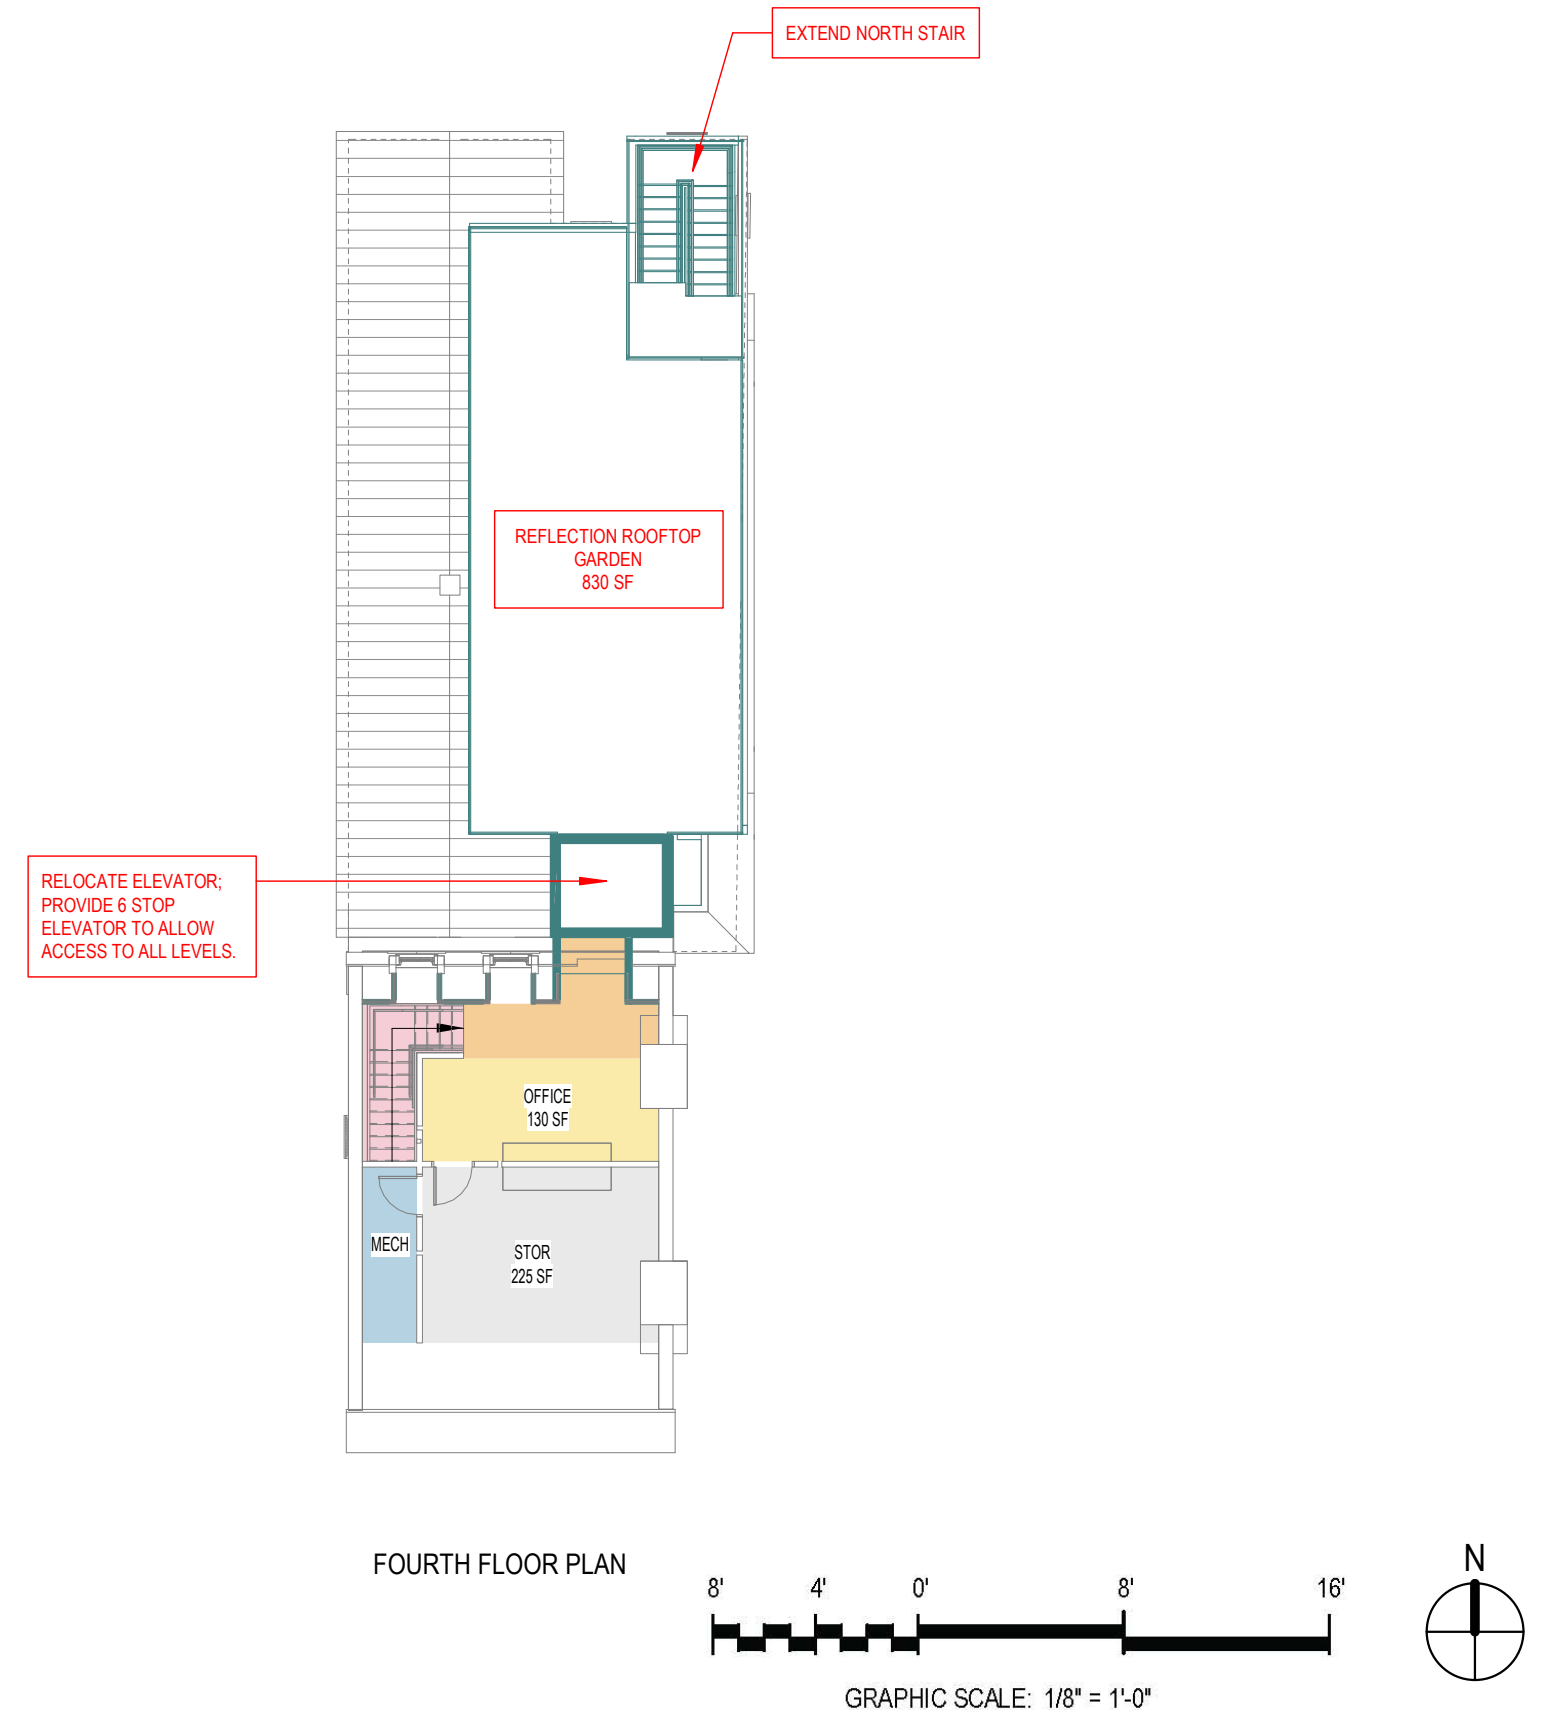 EXTEND NORTH STAIR
REFLECTION ROOFTOP
GARDEN
830 SF
RELOCATE ELEVATOR;
PROVIDE 6 STOP
ELEVATOR TO ALLOW
ACCESS TO ALL LEVELS.
OFFICE
130 SF
MECH
STOR
225 SF
FOURTH FLOOR PLAN
8' 4' 0' 8' 16'
GRAPHIC SCALE: 1/8" = 1'-0"
N